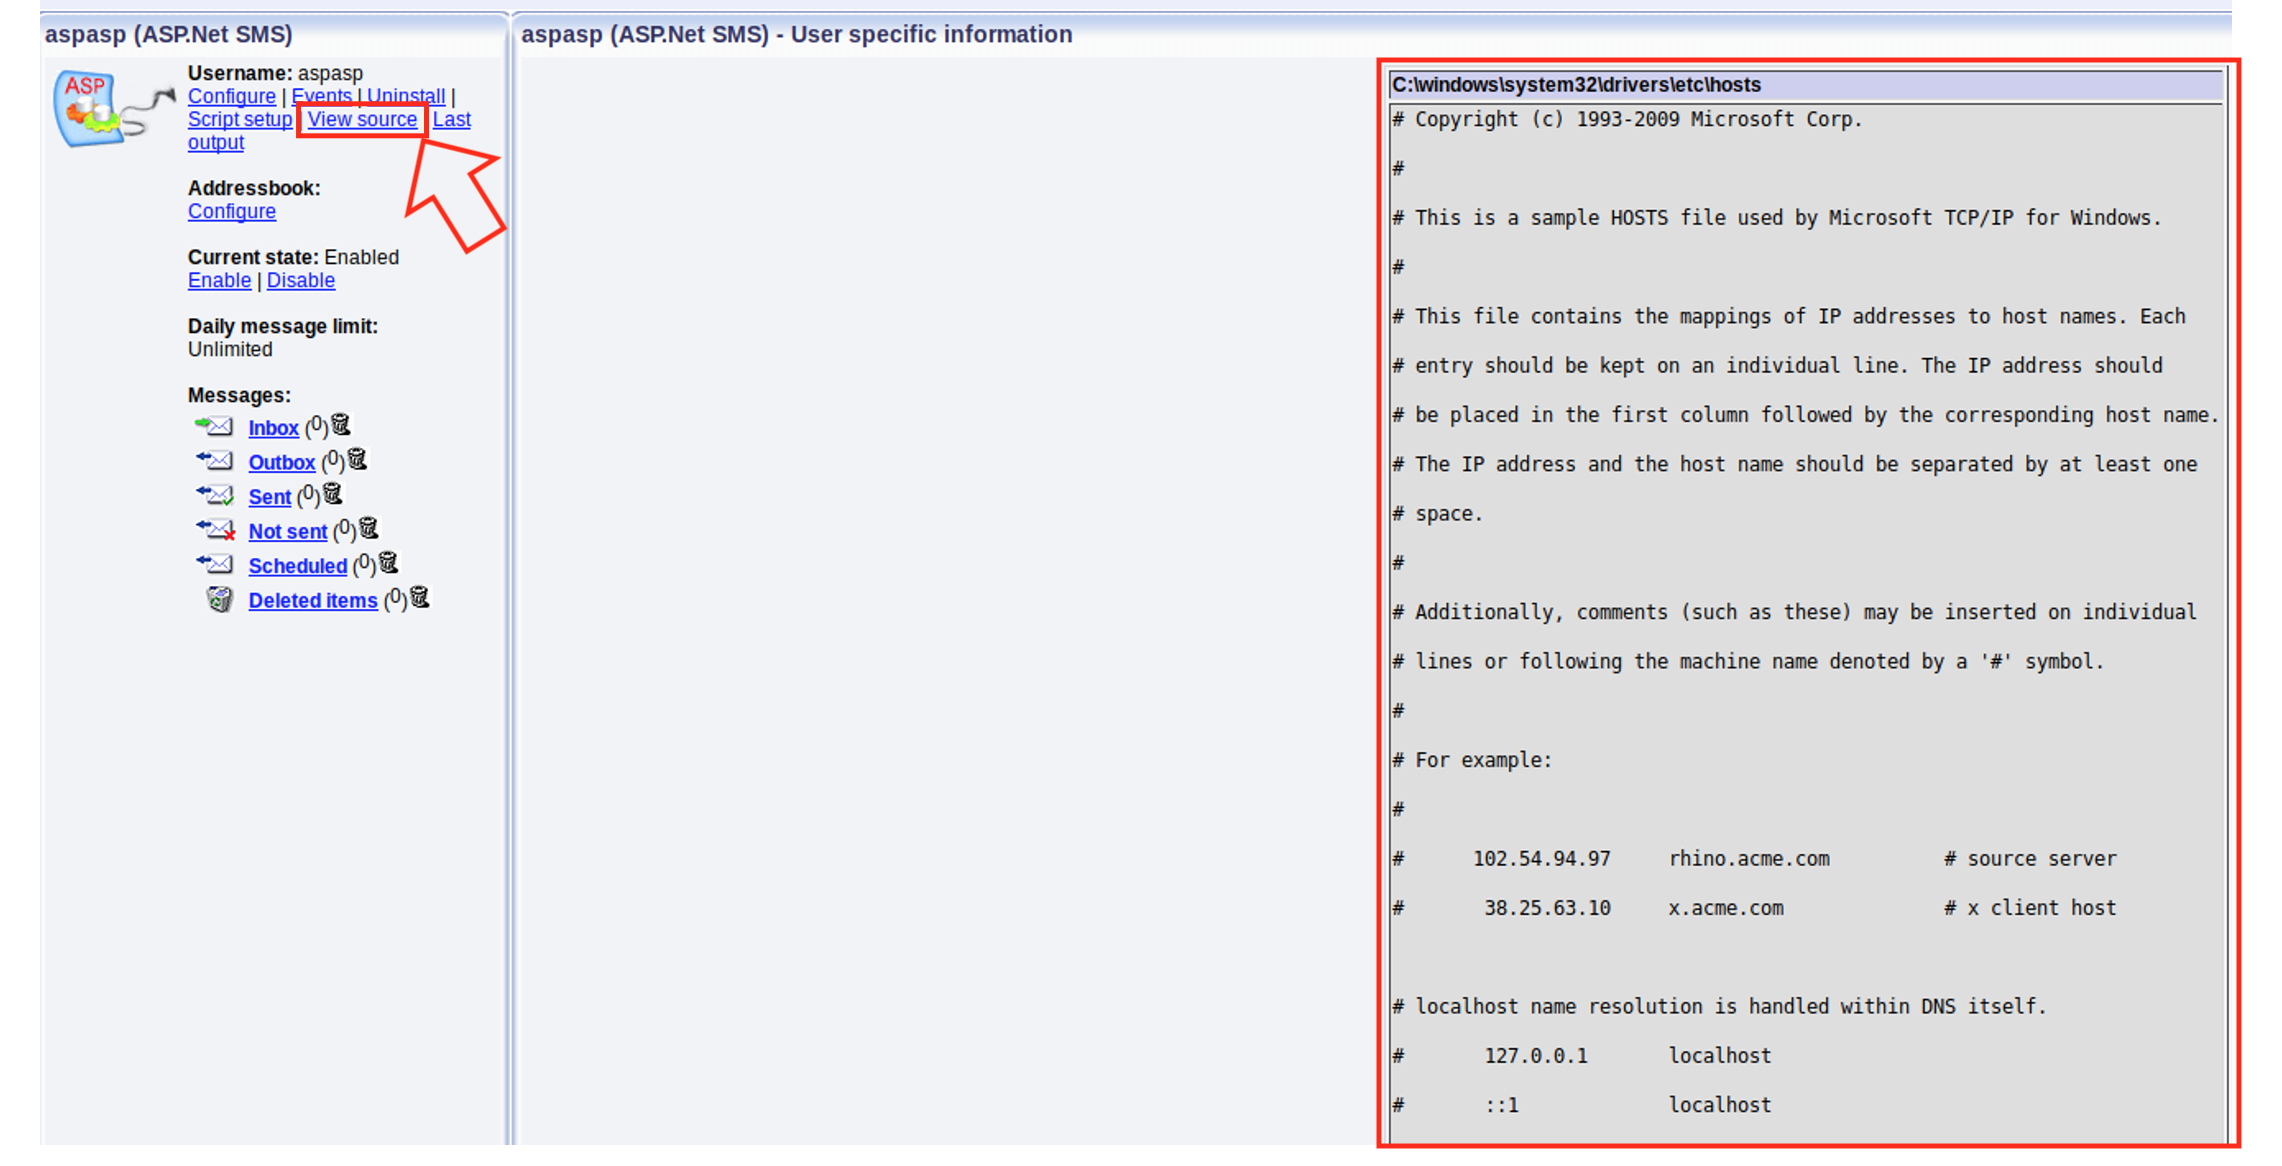 aspasp (ASP.Net SMS)
ASP
Username: aspasp
Configure | Events | Uninstall |
Script setup View source Last
output
Addressbook:
Configure
Current state: Enabled
Enable | Disable
Daily message limit:
Unlimited
Messages:
Inbox (0)
Outbox (0)
Sent (0)
Not sent (0)
Scheduled (0)
Deleted items (0)
aspasp (ASP.Net SMS) - User specific information
C:\windows\system32\drivers\etc\hosts
# Copyright (c) 1993-2009 Microsoft Corp.
#
# This is a sample HOSTS file used by Microsoft TCP/IP for Windows.
#
# This file contains the mappings of IP addresses to host names. Each
# entry should be kept on an individual line. The IP address should
# be placed in the first column followed by the corresponding host name.
# The IP address and the host name should be separated by at least one
# space.
#
# Additionally, comments (such as these) may be inserted on individual
# lines or following the machine name denoted by a '#' symbol.
#
# For example:
#
#      102.54.94.97     rhino.acme.com          # source server
#       38.25.63.10     x.acme.com              # x client host
# localhost name resolution is handled within DNS itself.
#       127.0.0.1       localhost
#       ::1             localhost